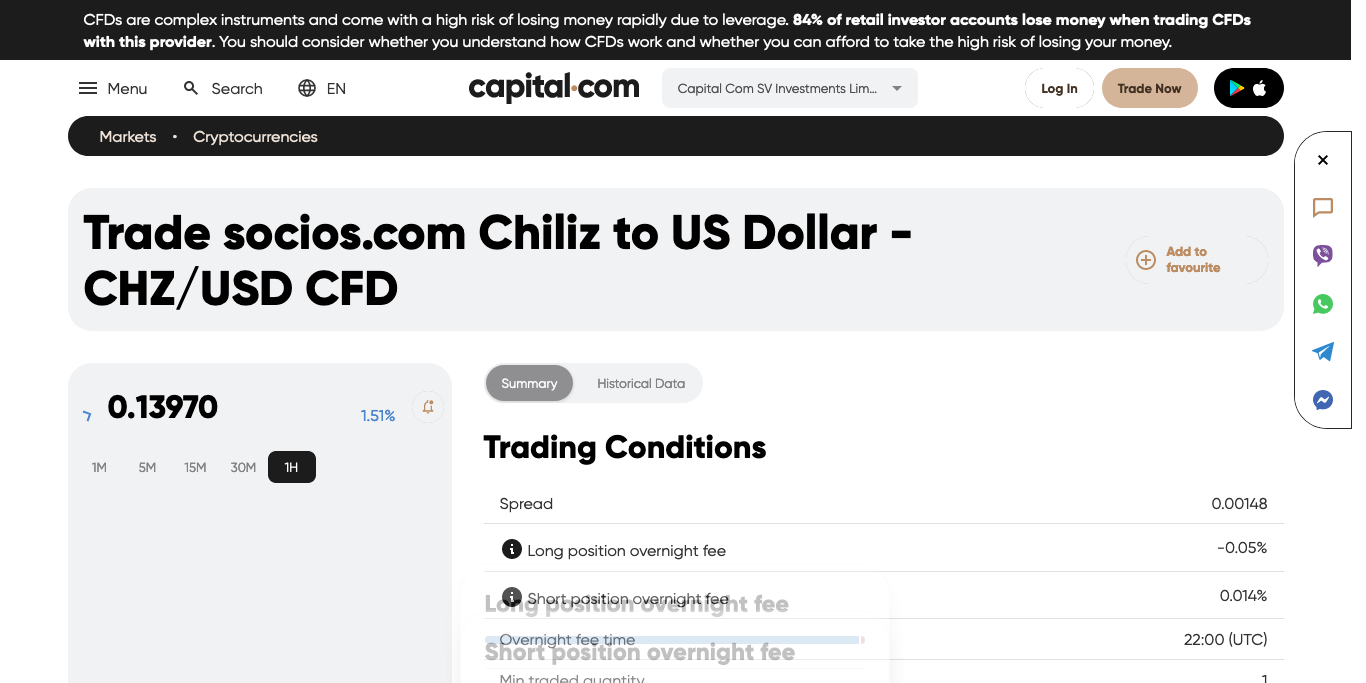 CFDs are complex instruments and come with a high risk of losing money rapidly due to leverage. 84% of retail investor accounts lose money when trading CFDs
with this provider. You should consider whether you understand how CFDs work and whether you can afford to take the high risk of losing your money.
Menu Search EN capital.com Capital Com SV Investments Lim... Log In Trade Now
Markets • Cryptocurrencies
Trade socios.com Chiliz to US Dollar -
CHZ/USD CFD
Add to
favourite
0.13970 1.51%
1M 5M 15M 30M 1H
Summary Historical Data
Trading Conditions
Spread 0.00148
Long position overnight fee -0.05%
Short position overnight fee 0.014%
Long position overnight fee
Overnight fee time 22:00 (UTC)
Short position overnight fee
Min traded quantity 1